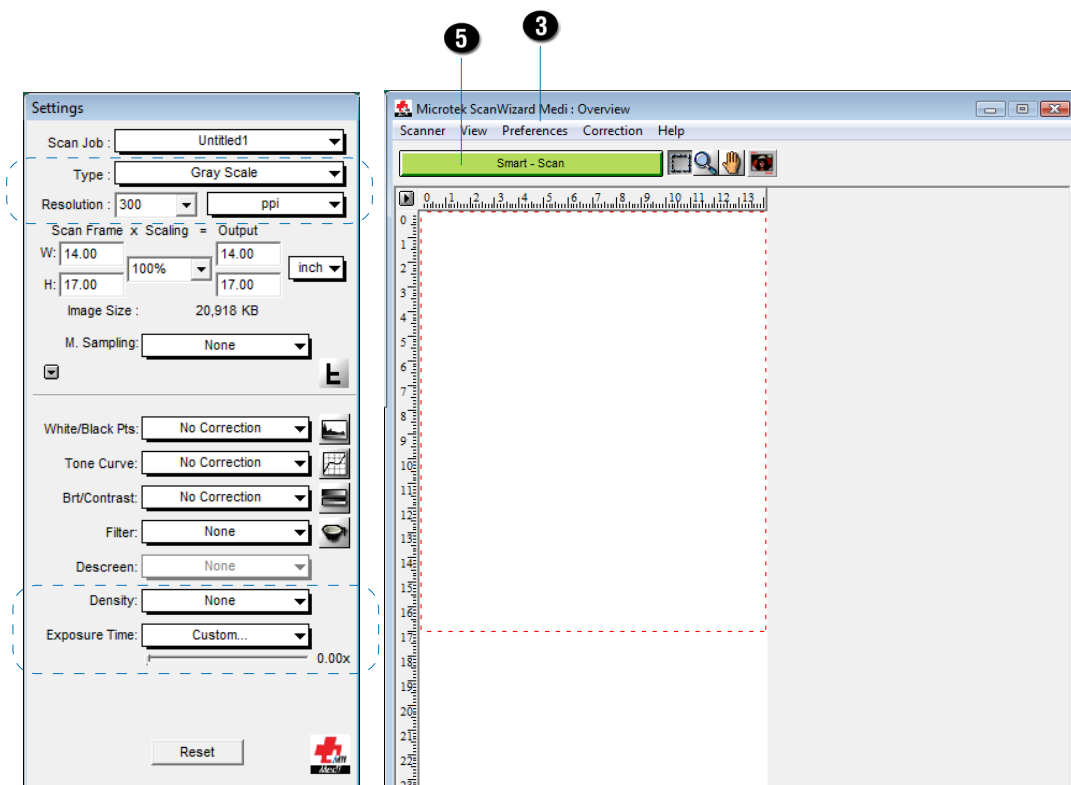 5
3
Settings
Scan Job : Untitled1
Type : Gray Scale
Resolution : 300 ppi
Scan Frame x Scaling = Output
W: 14.00 14.00
100% inch
H: 17.00 17.00
Image Size : 20,918 KB
M. Sampling: None
White/Black Pts: No Correction
Tone Curve: No Correction
Brt/Contrast: No Correction
Filter: None
Descreen: None
Density: None
Exposure Time: Custom...
0.00x
Reset
Medi
Microtek ScanWizard Medi : Overview
Scanner View Preferences Correction Help
Smart - Scan
0 1 2 3 4 5 6 7 8 9 10 11 12 13
0
1
2
3
4
5
6
7
8
9
10
11
12
13
14
15
16
17
18
19
20
21
22